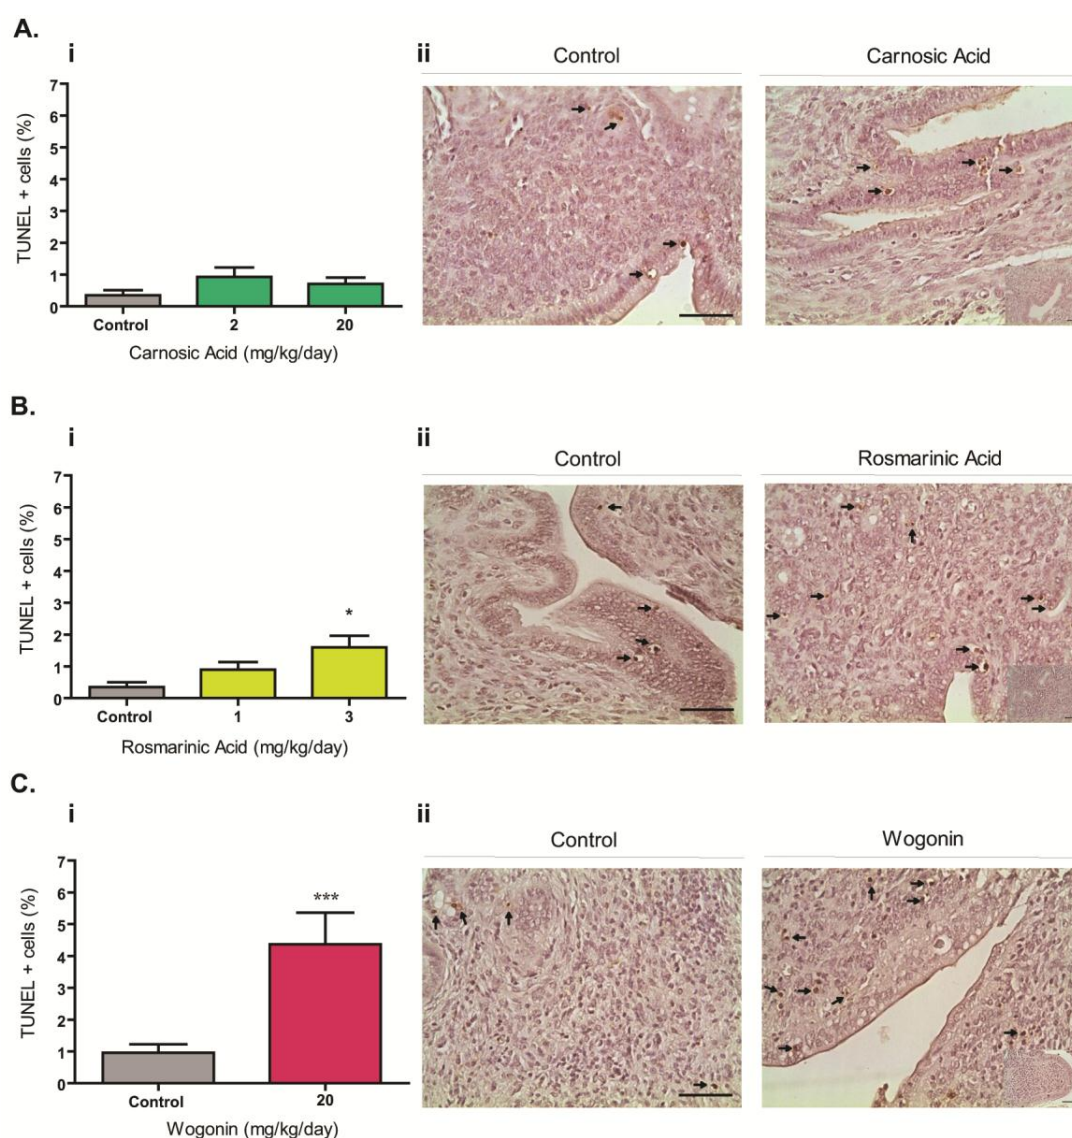 A.
i
ii
Control
Carnosic Acid
TUNEL + cells (%)
7
6
5
4
3
2
1
0
Control
2
20
Carnosic Acid (mg/kg/day)
B.
i
ii
Control
Rosmarinic Acid
TUNEL + cells (%)
7
6
5
4
3
2
1
0
*
Control
1
3
Rosmarinic Acid (mg/kg/day)
C.
i
ii
Control
Wogonin
TUNEL + cells (%)
7
6
5
4
3
2
1
0
***
Control
20
Wogonin (mg/kg/day)